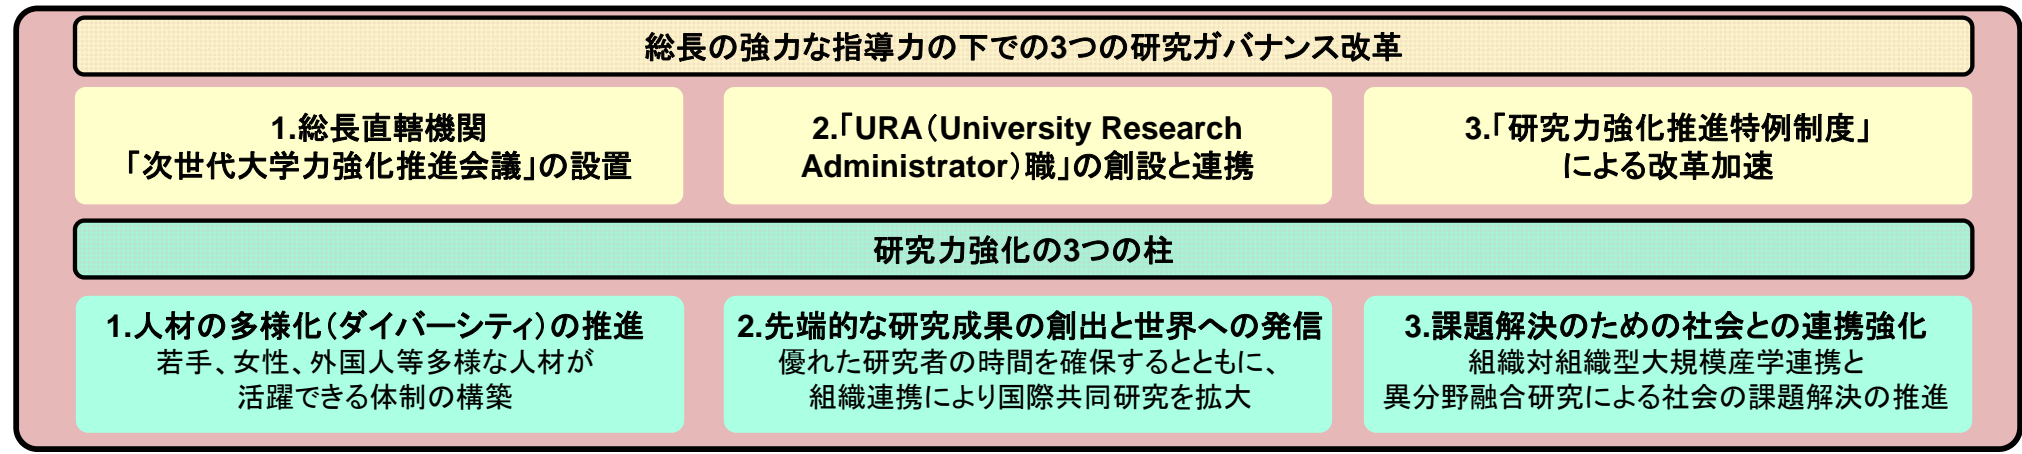 総長の強力な指導力の下での3つの研究ガバナンス改革
1.総長直轄機関
「次世代大学力強化推進会議」の設置
2.「URA（University Research
Administrator）職」の創設と連携
3.「研究力強化推進特例制度」
による改革加速
研究力強化の3つの柱
1.人材の多様化（ダイバーシティ）の推進
若手、女性、外国人等多様な人材が
活躍できる体制の構築
2.先端的な研究成果の創出と世界への発信
優れた研究者の時間を確保するとともに、
組織連携により国際共同研究を拡大
3.課題解決のための社会との連携強化
組織対組織型大規模産学連携と
異分野融合研究による社会の課題解決の推進